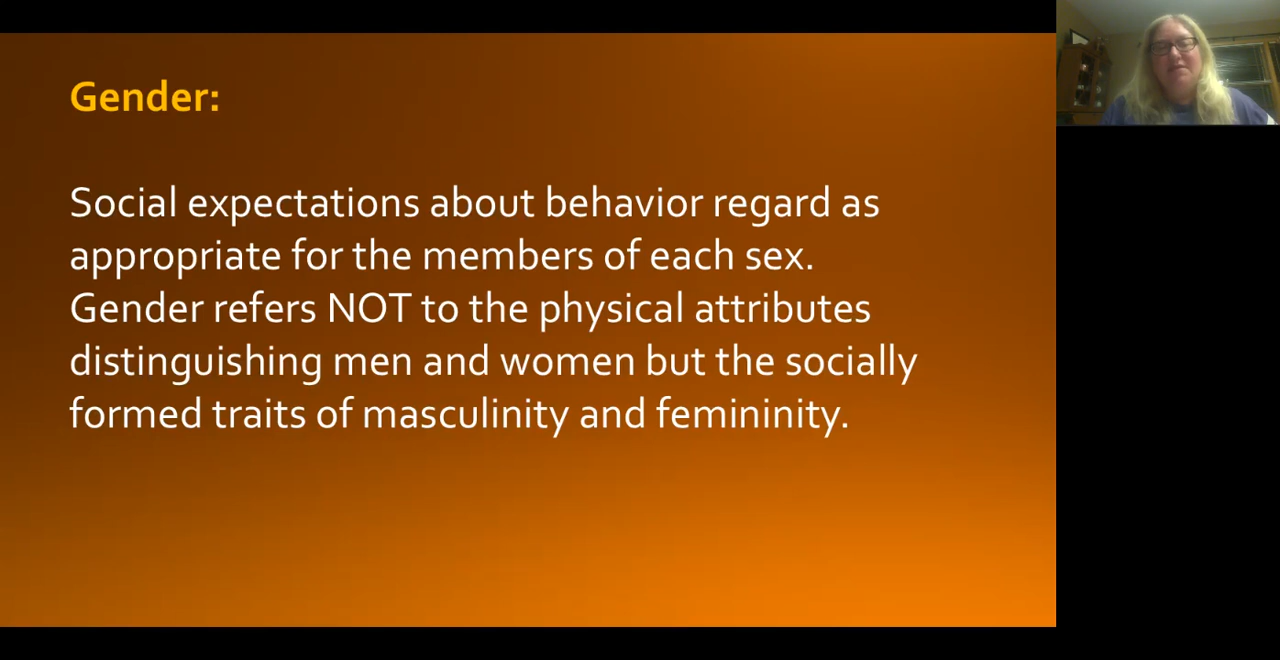 Gender:
Social expectations about behavior regard as
appropriate for the members of each sex.
Gender refers NOT to the physical attributes
distinguishing men and women but the socially
formed traits of masculinity and femininity.